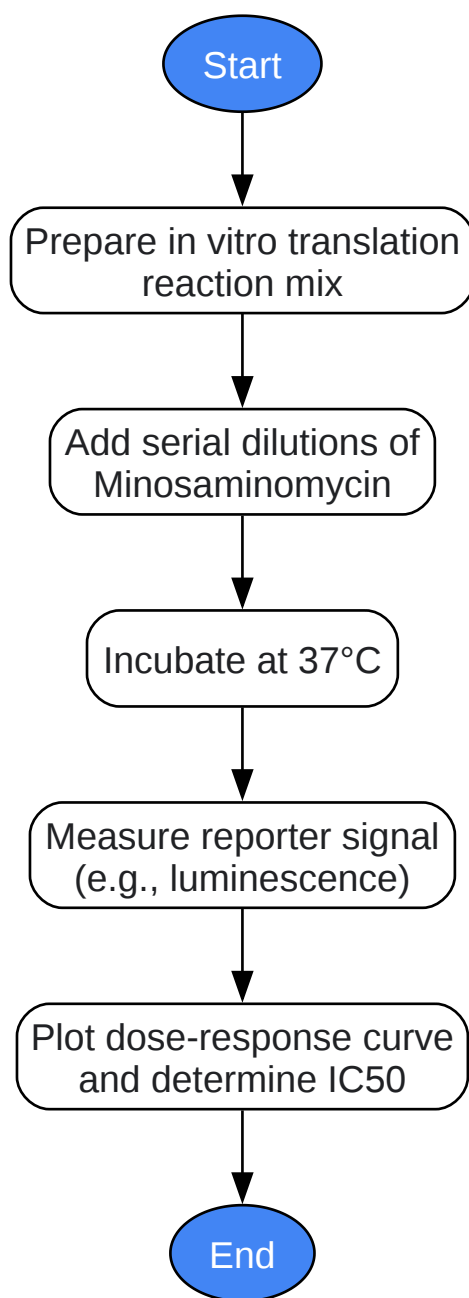 Start
Prepare in vitro translation
reaction mix
Add serial dilutions of
Minosaminomycin
Incubate at 37°C
Measure reporter signal
(e.g., luminescence)
Plot dose-response curve
and determine IC50
End